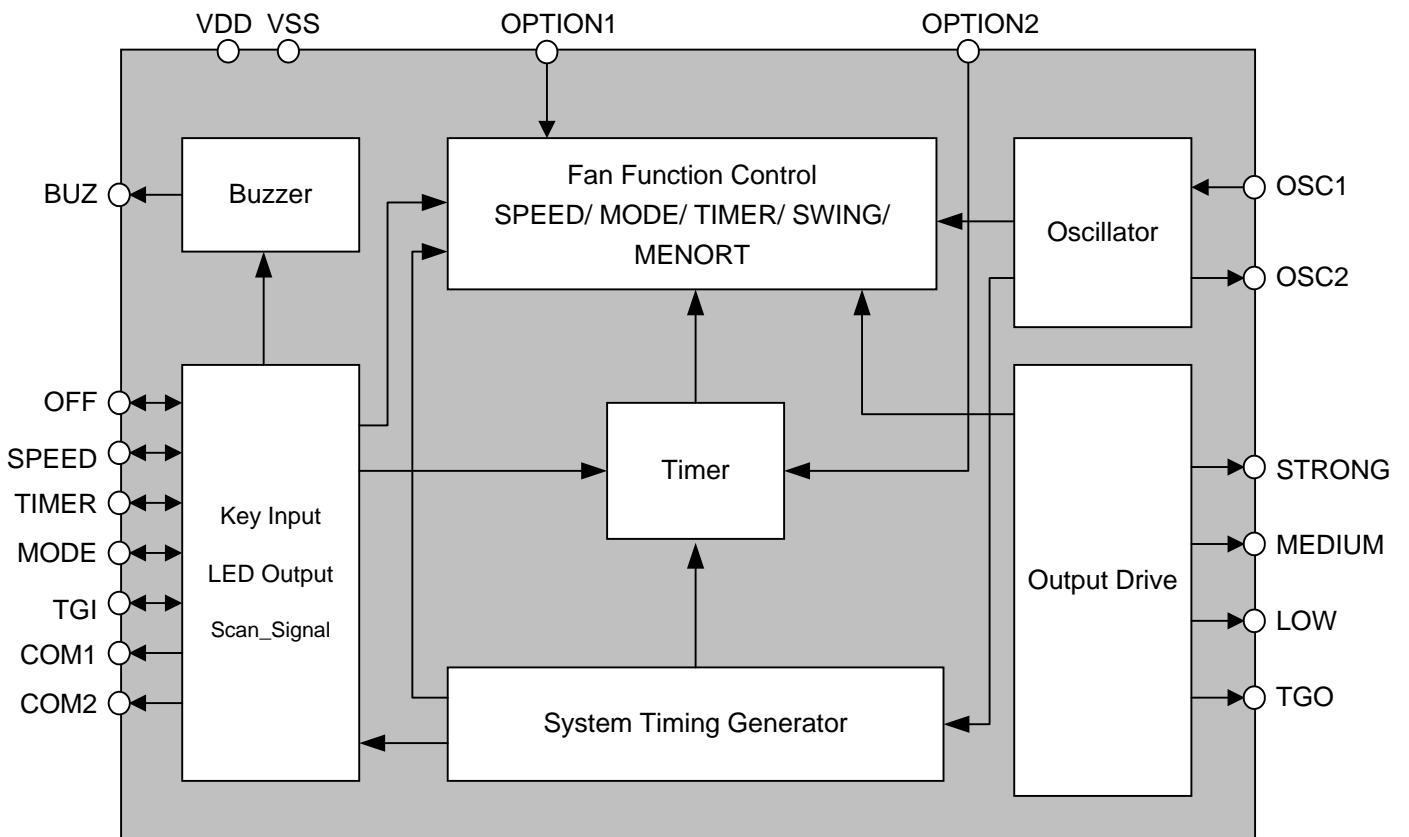 VDD
VSS
OPTION1
OPTION2
BUZ
Buzzer
Fan Function Control
SPEED/ MODE/ TIMER/ SWING/
MENORT
Oscillator
OSC1
OSC2
OFF
SPEED
TIMER
MODE
TGI
COM1
COM2
Key Input
LED Output
Scan_Signal
Timer
Output Drive
STRONG
MEDIUM
LOW
TGO
System Timing Generator